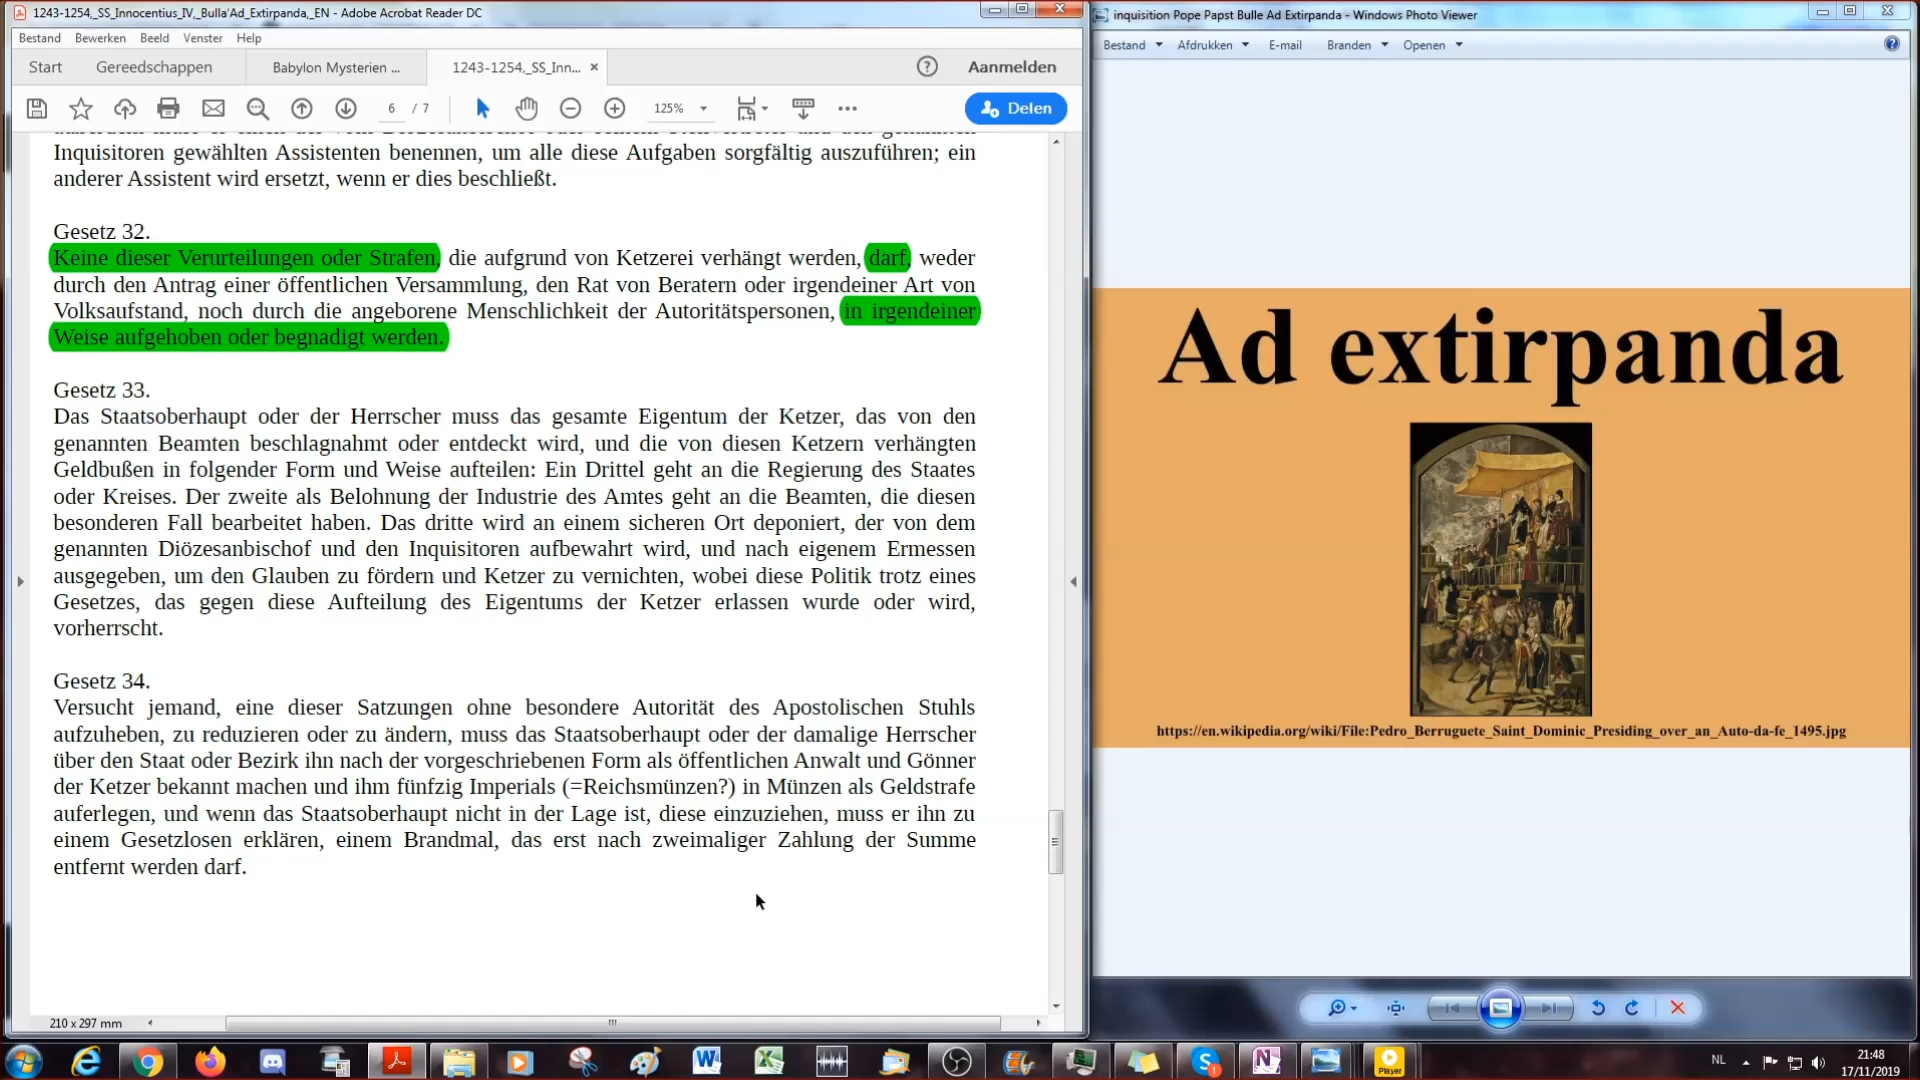 1243-1254,_SS_Innocentius_IV,_Bulla'Ad_Extirpanda,_EN - Adobe Acrobat Reader DC
Bestand Bewerken Beeld Venster Help
Start Gereedschappen Babylon Mysterien ... 1243-1254,_SS_Inn... × Aanmelden
6 / 7 125% Delen
Inquisitoren gewählten Assistenten benennen, um alle diese Aufgaben sorgfältig auszuführen; ein
anderer Assistent wird ersetzt, wenn er dies beschließt.
Gesetz 32.
Keine dieser Verurteilungen oder Strafen, die aufgrund von Ketzerei verhängt werden, darf, weder
durch den Antrag einer öffentlichen Versammlung, den Rat von Beratern oder irgendeiner Art von
Volksaufstand, noch durch die angeborene Menschlichkeit der Autoritätspersonen, in irgendeiner
Weise aufgehoben oder begnadigt werden.
Gesetz 33.
Das Staatsoberhaupt oder der Herrscher muss das gesamte Eigentum der Ketzer, das von den
genannten Beamten beschlagnahmt oder entdeckt wird, und die von diesen Ketzern verhängten
Geldbußen in folgender Form und Weise aufteilen: Ein Drittel geht an die Regierung des Staates
oder Kreises. Der zweite als Belohnung der Industrie des Amtes geht an die Beamten, die diesen
besonderen Fall bearbeitet haben. Das dritte wird an einem sicheren Ort deponiert, der von dem
genannten Diözesanbischof und den Inquisitoren aufbewahrt wird, und nach eigenem Ermessen
ausgegeben, um den Glauben zu fördern und Ketzer zu vernichten, wobei diese Politik trotz eines
Gesetzes, das gegen diese Aufteilung des Eigentums der Ketzer erlassen wurde oder wird,
vorherrscht.
Gesetz 34.
Versucht jemand, eine dieser Satzungen ohne besondere Autorität des Apostolischen Stuhls
aufzuheben, zu reduzieren oder zu ändern, muss das Staatsoberhaupt oder der damalige Herrscher
über den Staat oder Bezirk ihn nach der vorgeschriebenen Form als öffentlichen Anwalt und Gönner
der Ketzer bekannt machen und ihm fünfzig Imperials (=Reichsmünzen?) in Münzen als Geldstrafe
auferlegen, und wenn das Staatsoberhaupt nicht in der Lage ist, diese einzuziehen, muss er ihn zu
einem Gesetzlosen erklären, einem Brandmal, das erst nach zweimaliger Zahlung der Summe
entfernt werden darf.
210 x 297 mm
inquisition Pope Papst Bulle Ad Extirpanda - Windows Photo Viewer
Bestand Afdrukken E-mail Branden Openen
Ad extirpanda
https://en.wikipedia.org/wiki/File:Pedro_Berruguete_Saint_Dominic_Presiding_over_an_Auto-da-fe_1495.jpg
Player
NL
21:48
17/11/2019